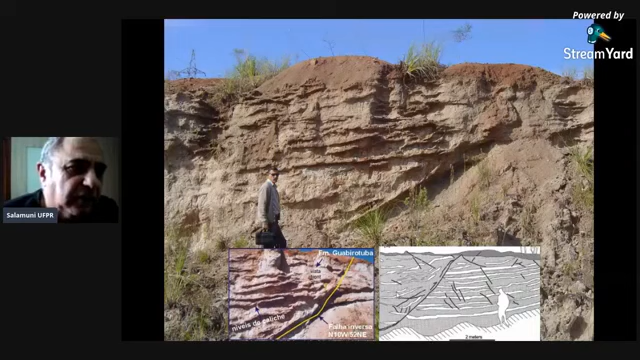 Powered by
StreamYard
Salamuni UFPR
Fm. Guabirotuba
níveis de caliche
Falha inversa
N10W/52NE
2 metros